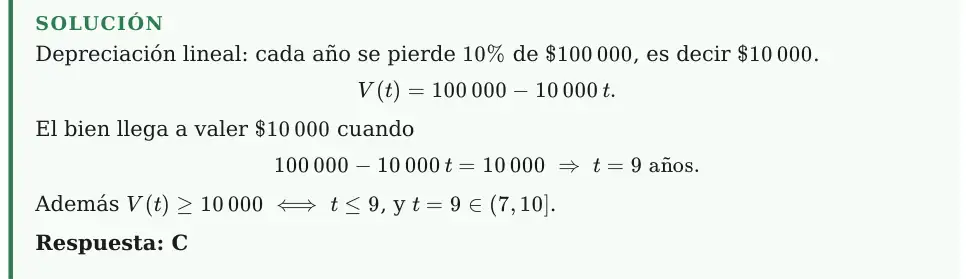 SOLUCIÓN
Depreciación lineal: cada año se pierde 10% de $100 000, es decir $10 000.
V(t) = 100 000 − 10 000 t.
El bien llega a valer $10 000 cuando
100 000 − 10 000 t = 10 000 ⇒ t = 9 años.
Además V(t) ≥ 10 000 ⟺ t ≤ 9, y t = 9 ∈ (7, 10].
Respuesta: C